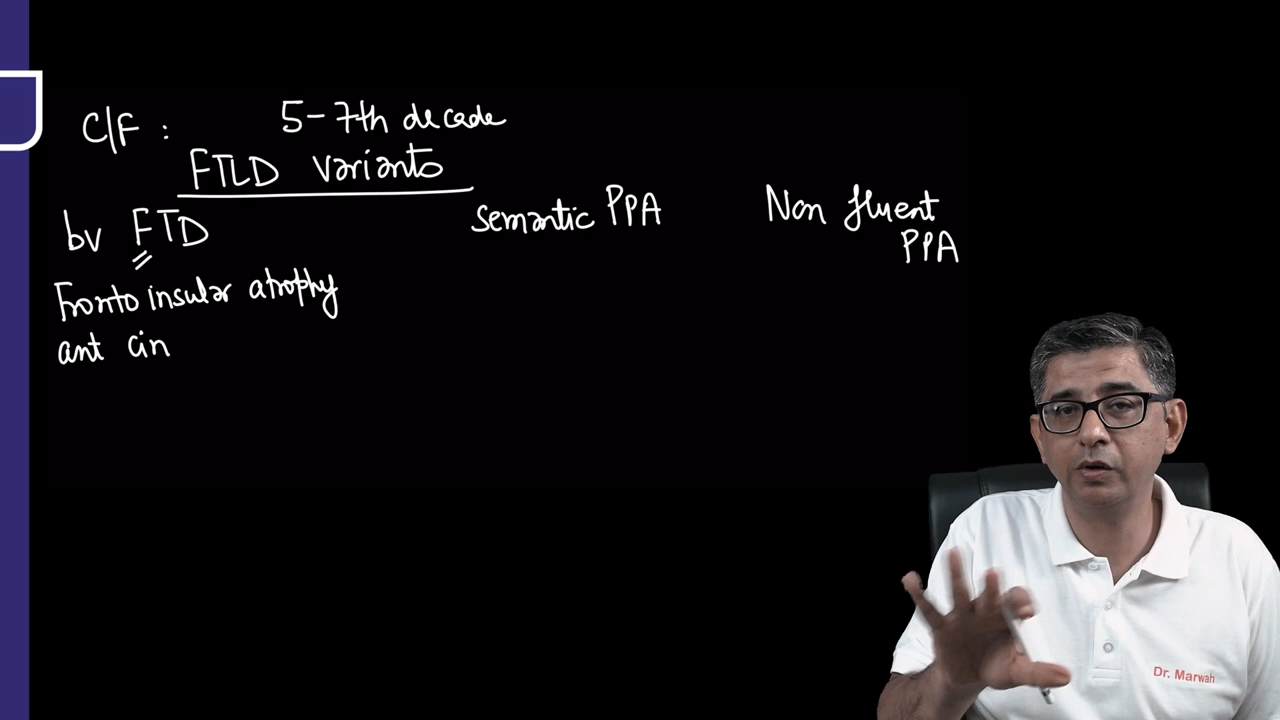 C/F : 5-7th decade
FTLD variants
bv FTD
semantic PPA
Non fluent
PPA
Fronto insular atrophy
ant cin
Dr. Marwah